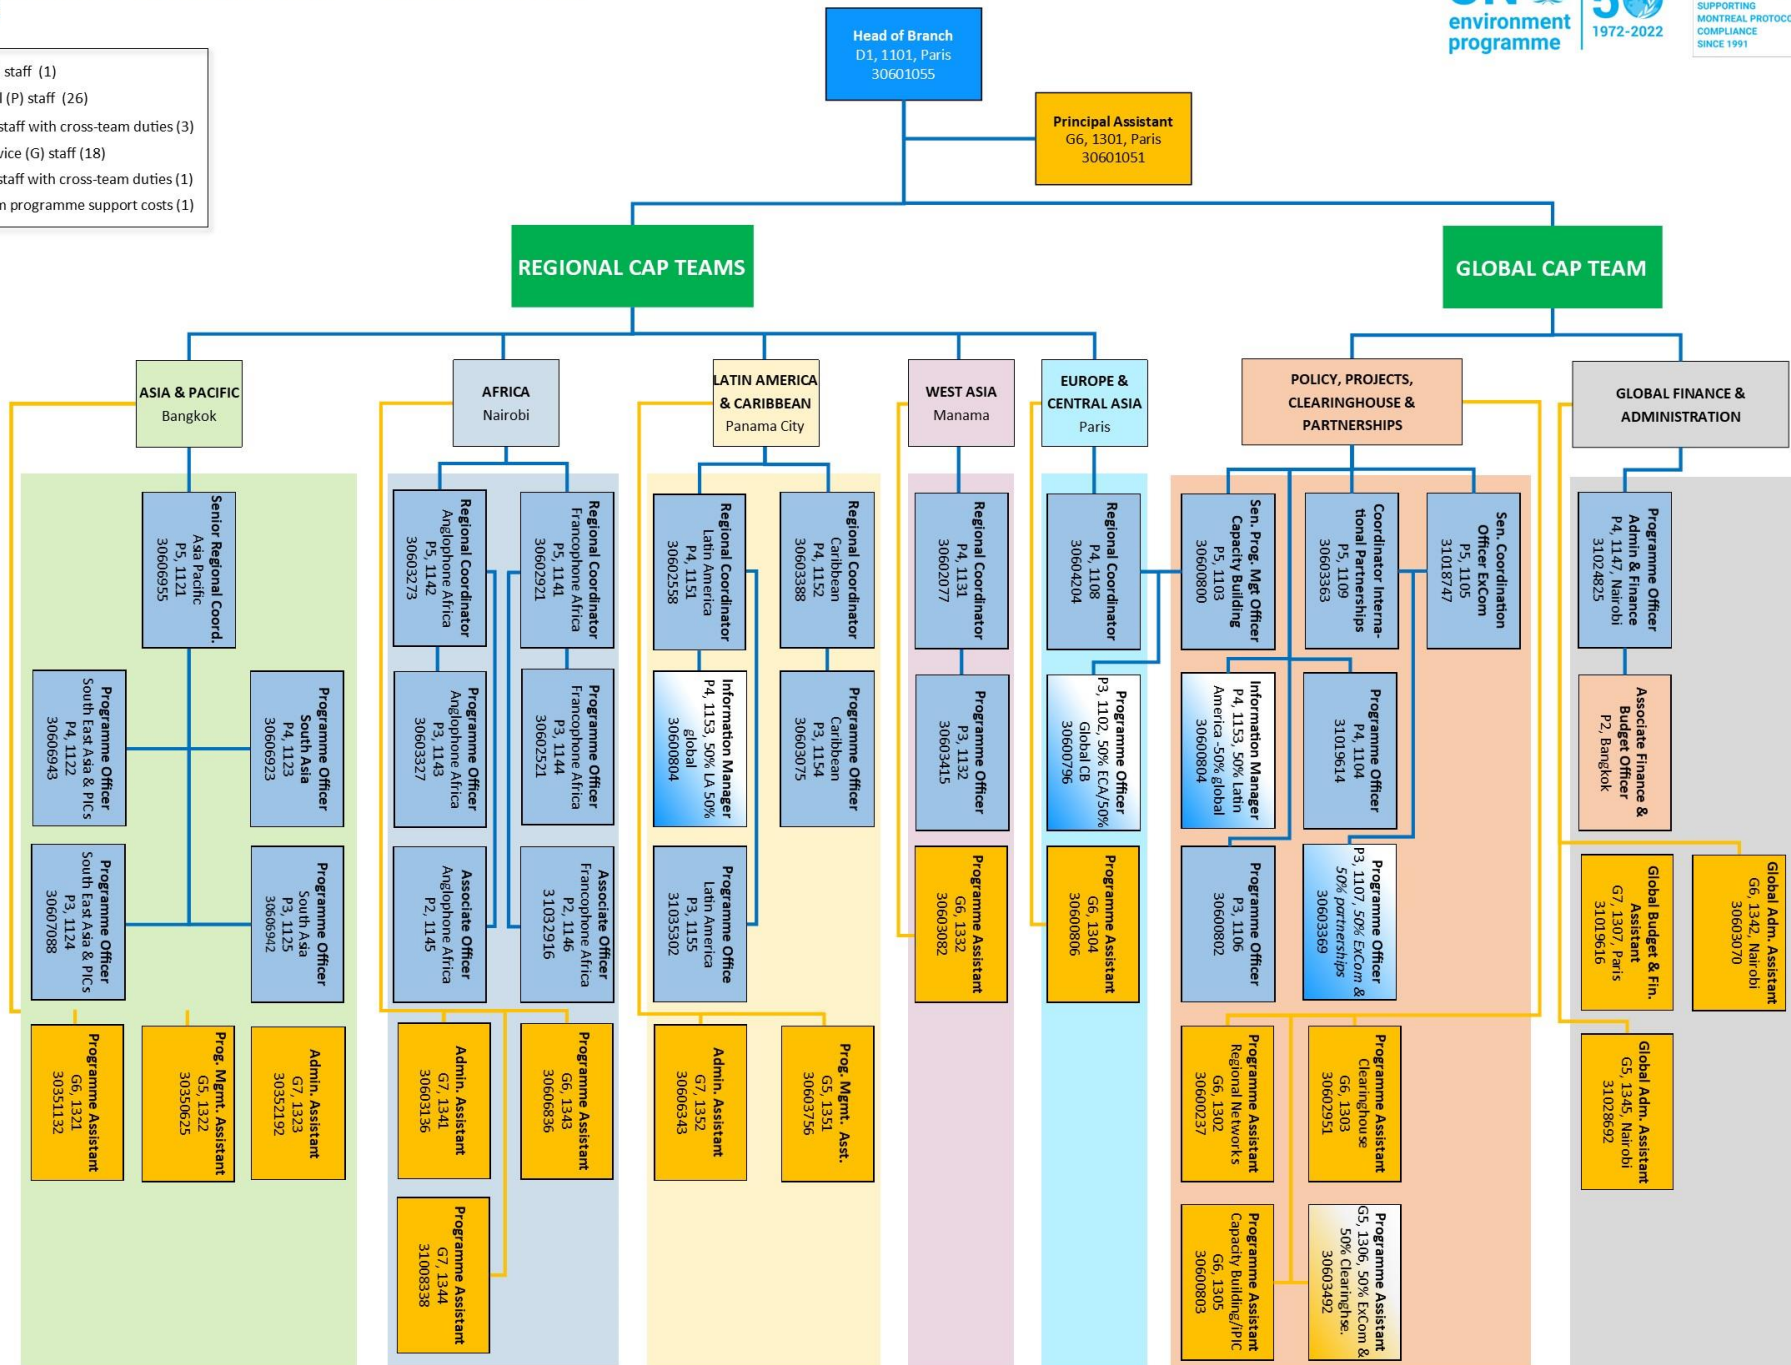 environment
programme
1972-2022
SUPPORTING
MONTREAL PROTOCO
COMPLIANCE
SINCE 1991
staff (1)
(P) staff (26)
staff with cross-team duties (3)
vice (G) staff (18)
staff with cross-team duties (1)
programme support costs (1)
Head of Branch
D1, 1101, Paris
30601055
Principal Assistant
G6, 1301, Paris
30601051
REGIONAL CAP TEAMS
GLOBAL CAP TEAM
ASIA & PACIFIC
Bangkok
AFRICA
Nairobi
LATIN AMERICA
& CARIBBEAN
Panama City
WEST ASIA
Manama
EUROPE &
CENTRAL ASIA
Paris
POLICY, PROJECTS,
CLEARINGHOUSE &
PARTNERSHIPS
GLOBAL FINANCE &
ADMINISTRATION
Senior Regional Coord.
Asia Pacific
P5, 1121
30606955
Programme Officer
South East Asia & PICs
P4, 1122
30606943
Programme Officer
South Asia
P4, 1123
30606923
Programme Officer
South East Asia & PICs
P3, 1124
30607088
Programme Officer
South Asia
P3, 1125
30606942
Programme Assistant
G6, 1321
30351132
Prog. Mgmt. Assistant
G5, 1322
30350625
Admin. Assistant
G7, 1323
30352192
Regional Coordinator
Anglophone Africa
P5, 1142
30603273
Regional Coordinator
Francophone Africa
P5, 1141
30602921
Programme Officer
Anglophone Africa
P3, 1143
30603327
Programme Officer
Francophone Africa
P3, 1144
30602521
Associate Officer
Anglophone Africa
P2, 1145
Associate Officer
Francophone Africa
P2, 1146
31032916
Admin. Assistant
G7, 1341
30603136
Programme Assistant
G6, 1343
30606836
Programme Assistant
G7, 1344
31008338
Regional Coordinator
Latin America
P4, 1151
30602558
Regional Coordinator
Caribbean
P4, 1152
30603388
Information Manager
P4, 1153, 50% LA 50%
global
30600804
Programme Officer
Caribbean
P3, 1154
30603075
Programme Office
Latin America
P3, 1155
31035302
Admin. Assistant
G7, 1352
30606343
Prog. Mgmt. Asst.
G5, 1351
30603756
Regional Coordinator
P4, 1131
30602077
Programme Officer
P3, 1132
30603415
Programme Assistant
G6, 1332
30603082
Regional Coordinator
P4, 1108
30604204
Programme Officer
P3, 1102, 50% ECA/50%
Global CB
30600796
Programme Assistant
G6, 1304
30600806
Sen. Prog. Mgt Officer
Capacity Building
P5, 1103
30600800
Coordinator Interna-
tional Partnerships
P5, 1109
30603363
Sen. Coordination
Officer ExCom
P5, 1105
31018747
Information Manager
P4, 1153, 50% Latin
America -50% global
30600804
Programme Officer
P4, 1104
31019614
Programme Officer
P3, 1106
30600802
Programme Officer
P3, 1107, 50% ExCom &
50% partnerships
30603369
Programme Assistant
Regional Networks
G6, 1302
30600237
Programme Assistant
Clearinghouse
G6, 1303
30602951
Programme Assistant
Capacity Building/iPIC
G6, 1305
30600803
Programme Assistant
G5, 1306, 50% ExCom &
50% Clearinghse.
30603492
Programme Officer
Admin & Finance
P4, 1147, Nairobi
31024825
Associate Finance &
Budget Officer
P2, Bangkok
Global Budget & Fin.
Assistant
G7, 1307, Paris
31019616
Global Adm. Assistant
G6, 1342, Nairobi
30603070
Global Adm. Assistant
G5, 1345, Nairobi
31028692